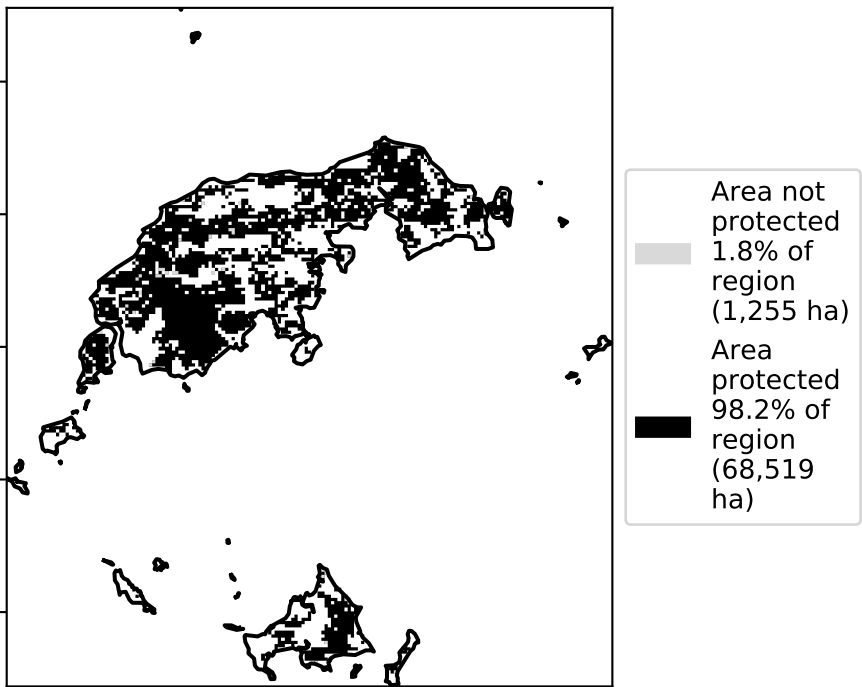 Area not
protected
1.8% of
region
(1,255 ha)
Area
protected
98.2% of
region
(68,519
ha)